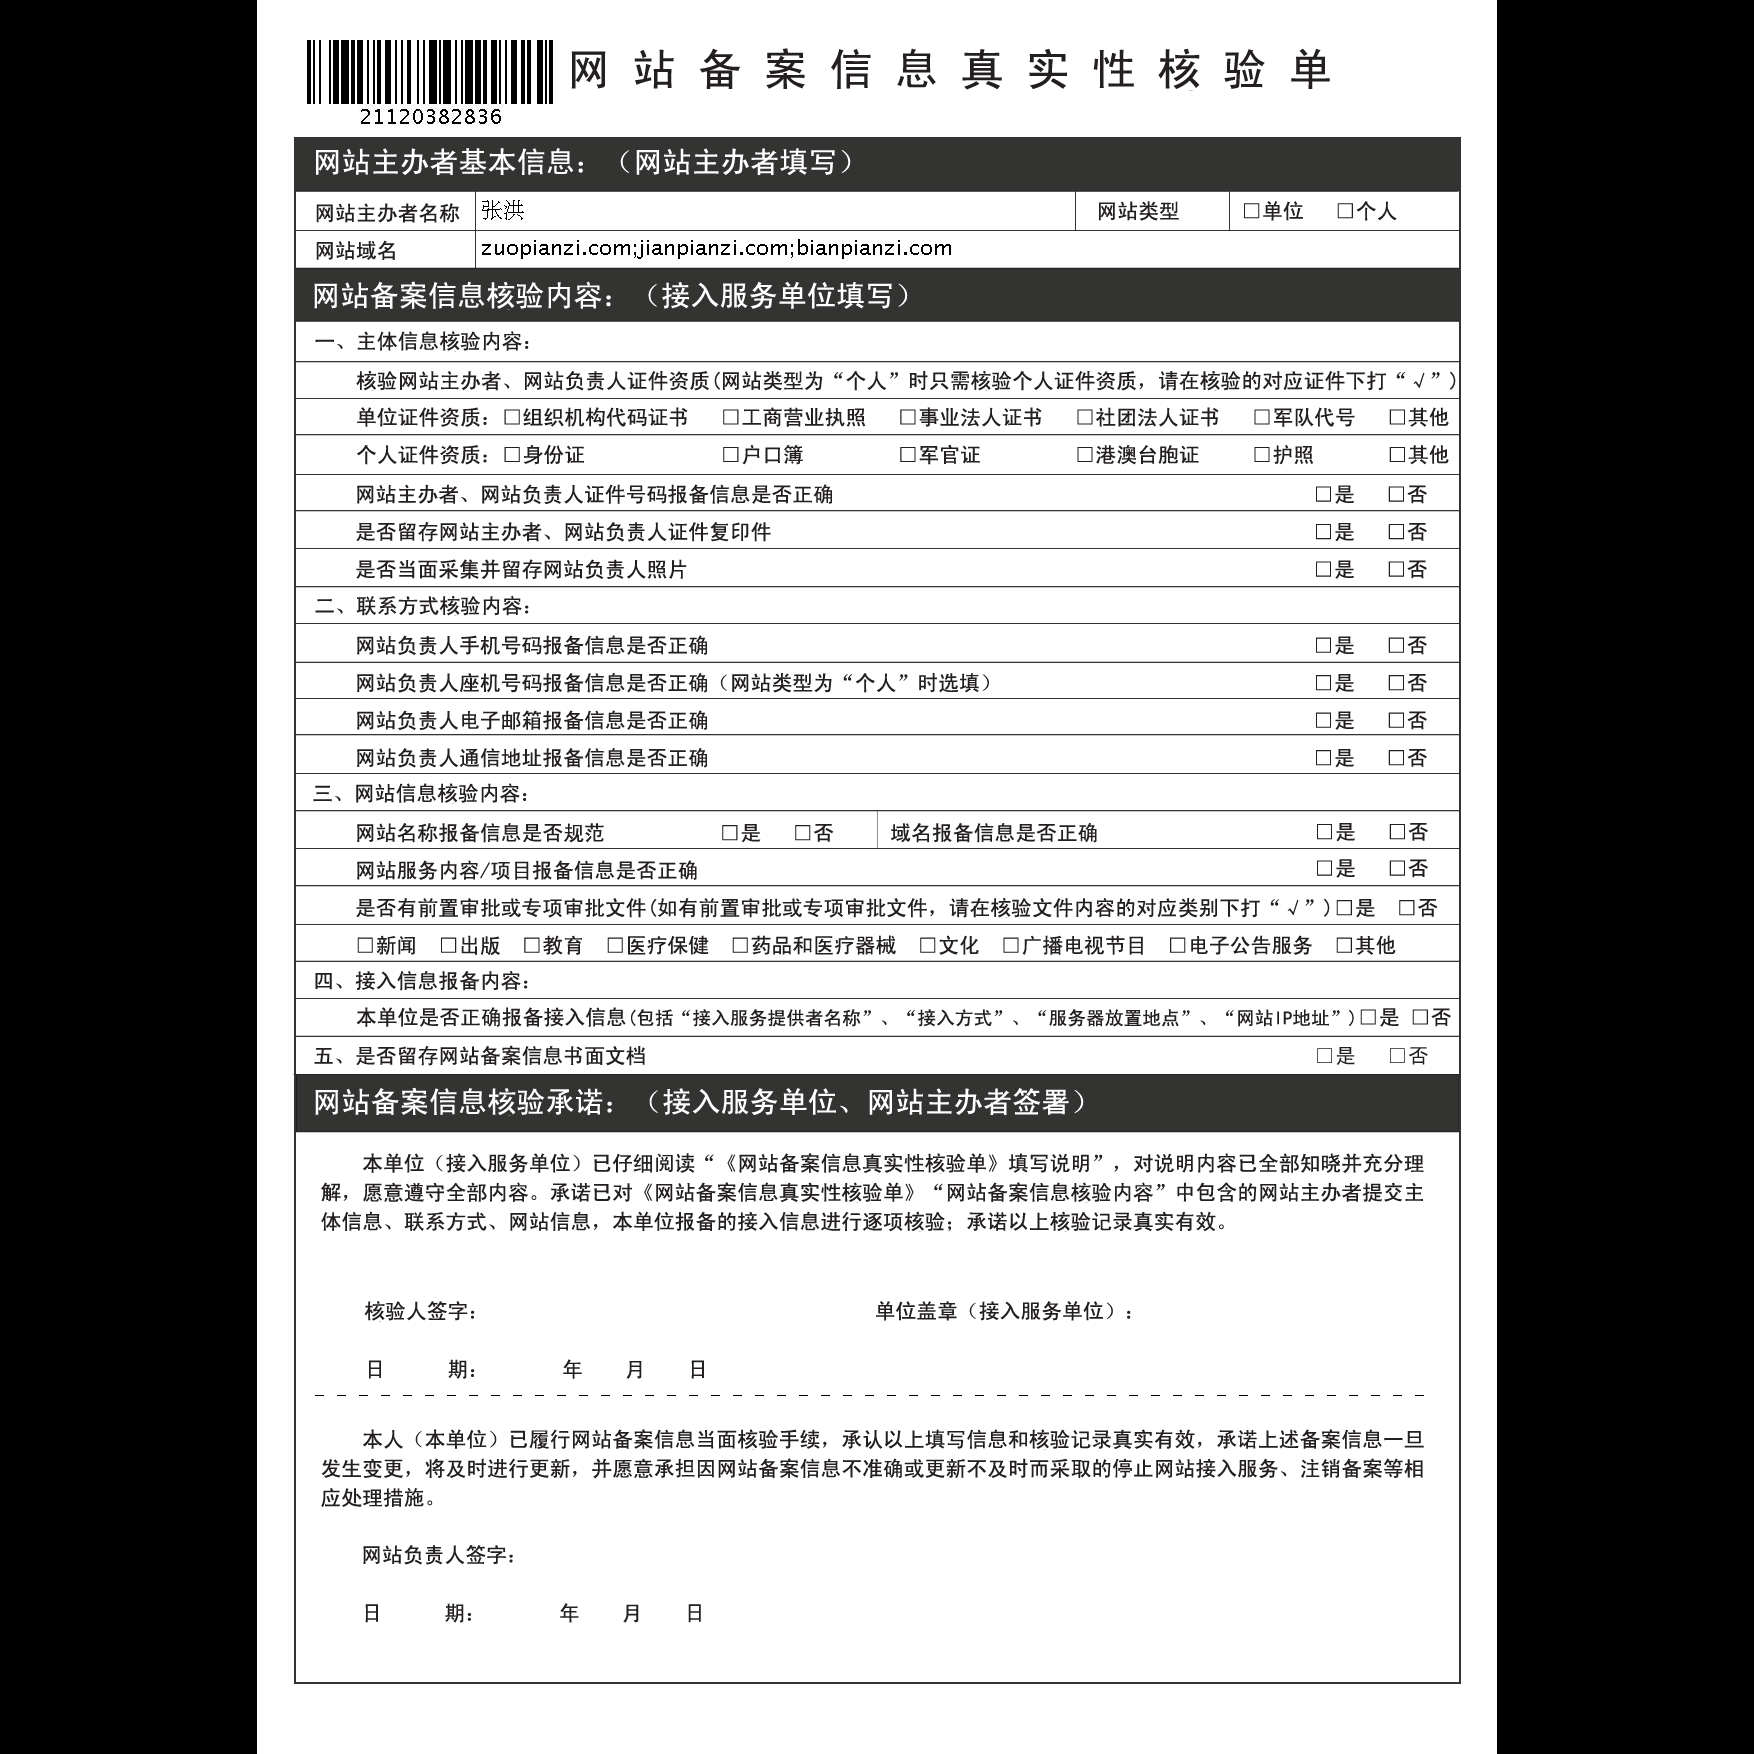 网站备案信息真实性核验单
21120382836
网站主办者基本信息：（网站主办者填写）
网站主办者名称 张洪 网站类型 □单位 □个人
网站域名 zuopianzi.com;jianpianzi.com;bianpianzi.com
网站备案信息核验内容：（接入服务单位填写）
一、主体信息核验内容：
核验网站主办者、网站负责人证件资质(网站类型为“个人”时只需核验个人证件资质，请在核验的对应证件下打“√”)
单位证件资质：□组织机构代码证书 □工商营业执照 □事业法人证书 □社团法人证书 □军队代号 □其他
个人证件资质：□身份证 □户口簿 □军官证 □港澳台胞证 □护照 □其他
网站主办者、网站负责人证件号码报备信息是否正确 □是 □否
是否留存网站主办者、网站负责人证件复印件 □是 □否
是否当面采集并留存网站负责人照片 □是 □否
二、联系方式核验内容：
网站负责人手机号码报备信息是否正确 □是 □否
网站负责人座机号码报备信息是否正确（网站类型为“个人”时选填） □是 □否
网站负责人电子邮箱报备信息是否正确 □是 □否
网站负责人通信地址报备信息是否正确 □是 □否
三、网站信息核验内容：
网站名称报备信息是否规范 □是 □否 域名报备信息是否正确 □是 □否
网站服务内容/项目报备信息是否正确 □是 □否
是否有前置审批或专项审批文件(如有前置审批或专项审批文件，请在核验文件内容的对应类别下打“√”)□是 □否
□新闻 □出版 □教育 □医疗保健 □药品和医疗器械 □文化 □广播电视节目 □电子公告服务 □其他
四、接入信息报备内容：
本单位是否正确报备接入信息(包括“接入服务提供者名称”、“接入方式”、“服务器放置地点”、“网站IP地址”)□是 □否
五、是否留存网站备案信息书面文档 □是 □否
网站备案信息核验承诺：（接入服务单位、网站主办者签署）
本单位（接入服务单位）已仔细阅读“《网站备案信息真实性核验单》填写说明”，对说明内容已全部知晓并充分理
解，愿意遵守全部内容。承诺已对《网站备案信息真实性核验单》“网站备案信息核验内容”中包含的网站主办者提交主
体信息、联系方式、网站信息，本单位报备的接入信息进行逐项核验；承诺以上核验记录真实有效。
核验人签字： 单位盖章（接入服务单位）：
日 期： 年 月 日
本人（本单位）已履行网站备案信息当面核验手续，承认以上填写信息和核验记录真实有效，承诺上述备案信息一旦
发生变更，将及时进行更新，并愿意承担因网站备案信息不准确或更新不及时而采取的停止网站接入服务、注销备案等相
应处理措施。
网站负责人签字：
日 期： 年 月 日